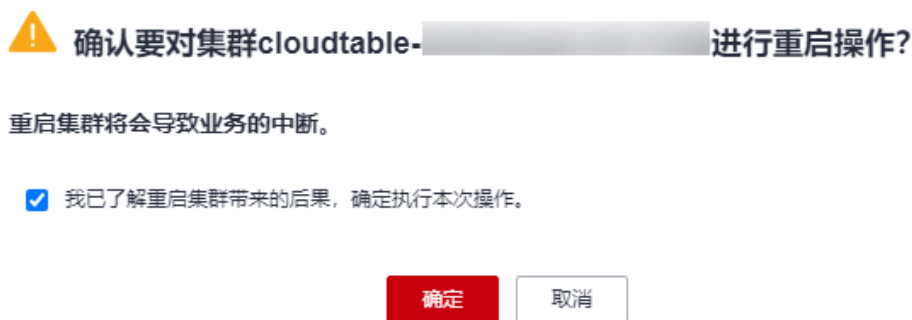 确认要对集群cloudtable-进行重启操作?
重启集群将会导致业务的中断。
我已了解重启集群带来的后果，确定执行本次操作。
确定 取消